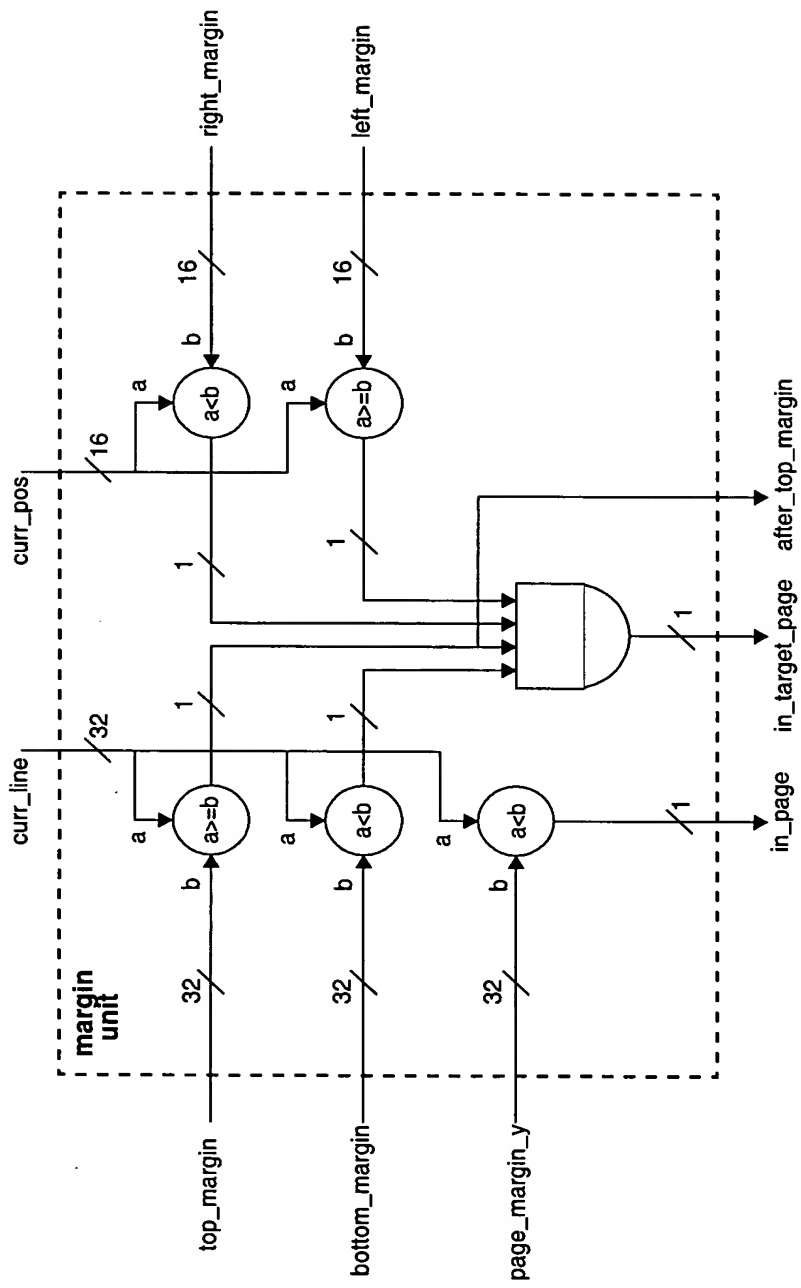 curr_line
curr_pos
margin
unit
32
16
top_margin
32
b
a
a>=b
1
1
a
a<b
b
16
right_margin
bottom_margin
32
b
a
a<b
1
1
a
a>=b
b
16
left_margin
page_margin_y
32
b
a
a<b
1
1
in_page
in_target_page
after_top_margin